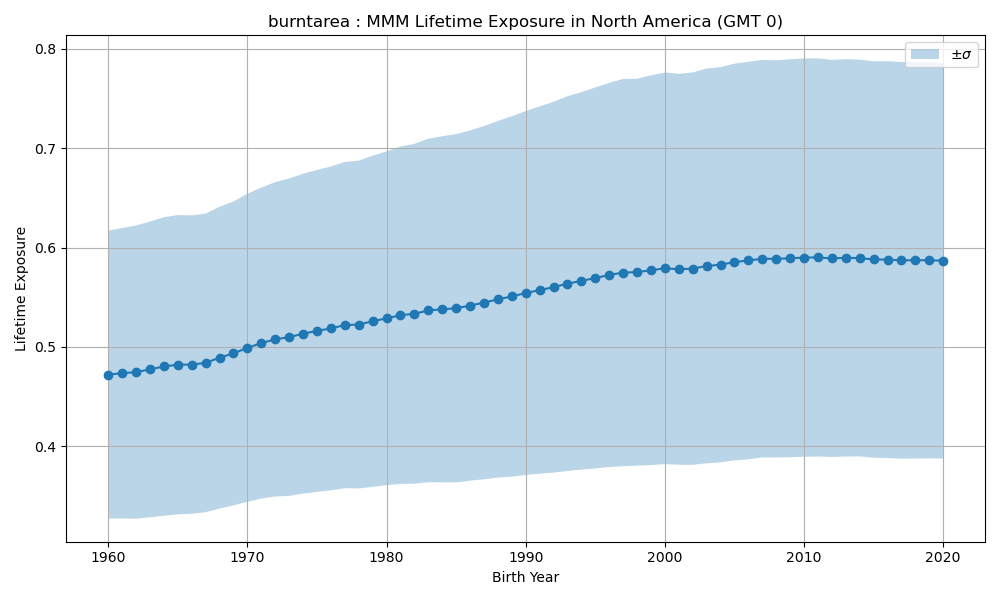 burntarea : MMM Lifetime Exposure in North America (GMT 0)
±σ
Lifetime Exposure
0.8
0.7
0.6
0.5
0.4
1960 1970 1980 1990 2000 2010 2020
Birth Year